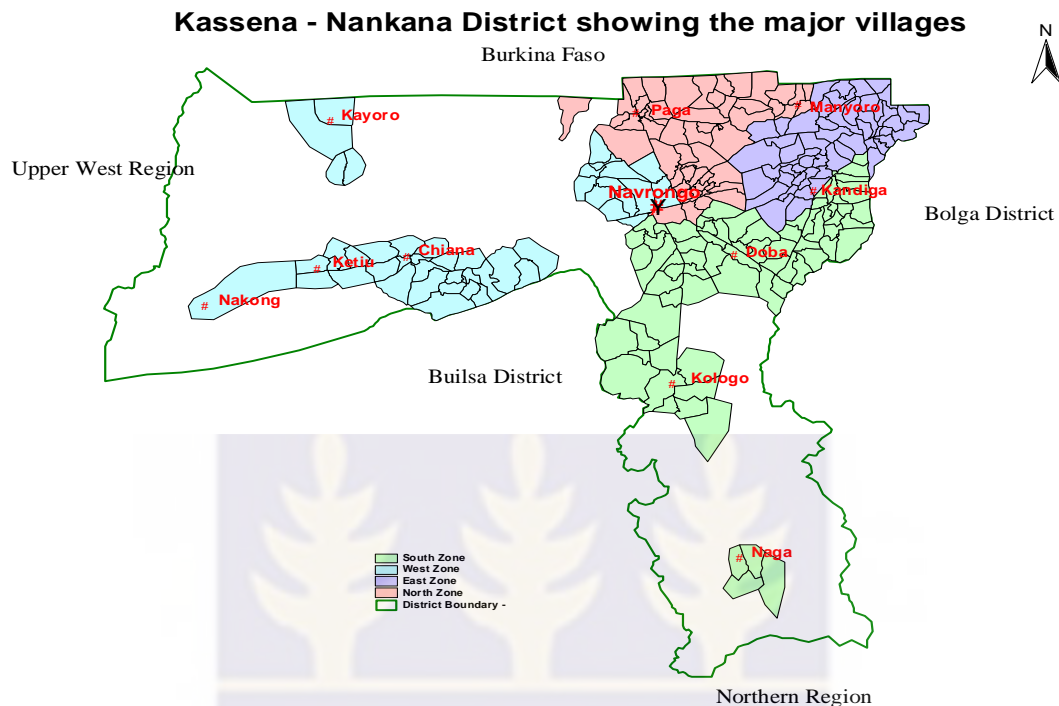 Kassena - Nankana District showing the major villages
Burkina Faso
N
Kayoro
Paga
Manyoro
Upper West Region
Navrongo
Kandiga
Bolga District
Chiana
Ketiu
Doba
Nakong
Builsa District
Kologo
Naga
South Zone
West Zone
East Zone
North Zone
District Boundary -
Northern Region